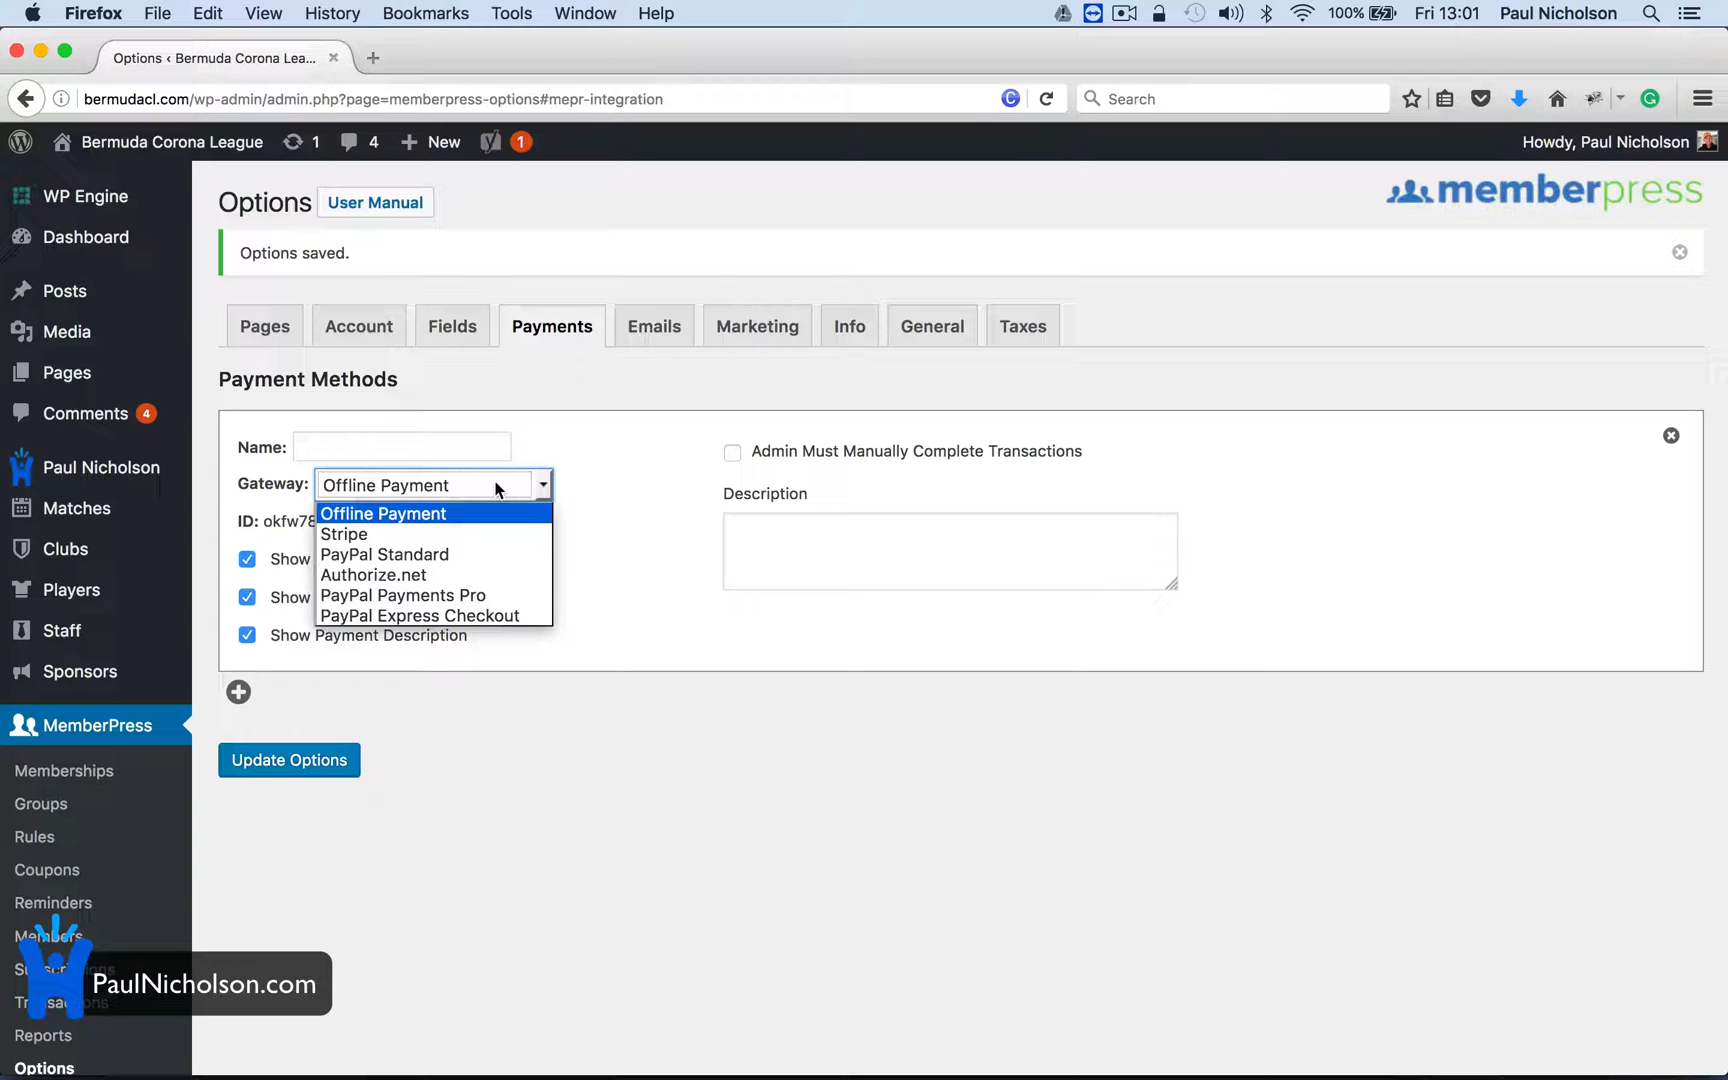 Firefox File Edit View History Bookmarks Tools Window Help 100% Fri 13:01 Paul Nicholson
Options ‹ Bermuda Corona Lea...
bermudacl.com/wp-admin/admin.php?page=memberpress-options#mepr-integration Search
Bermuda Corona League 1 4 New 1 Howdy, Paul Nicholson
WP Engine
Dashboard
Posts
Media
Pages
Comments 4
Paul Nicholson
Matches
Clubs
Players
Staff
Sponsors
MemberPress
Memberships
Groups
Rules
Coupons
Reminders
Members
Reports
Options
Options User Manual
memberpress
Options saved.
Pages Account Fields Payments Emails Marketing Info General Taxes
Payment Methods
Name:
Gateway: Offline Payment
Offline Payment
Stripe
PayPal Standard
Authorize.net
PayPal Payments Pro
PayPal Express Checkout
ID: okfw78
Show
Show
Show Payment Description
Admin Must Manually Complete Transactions
Description
Update Options
PaulNicholson.com